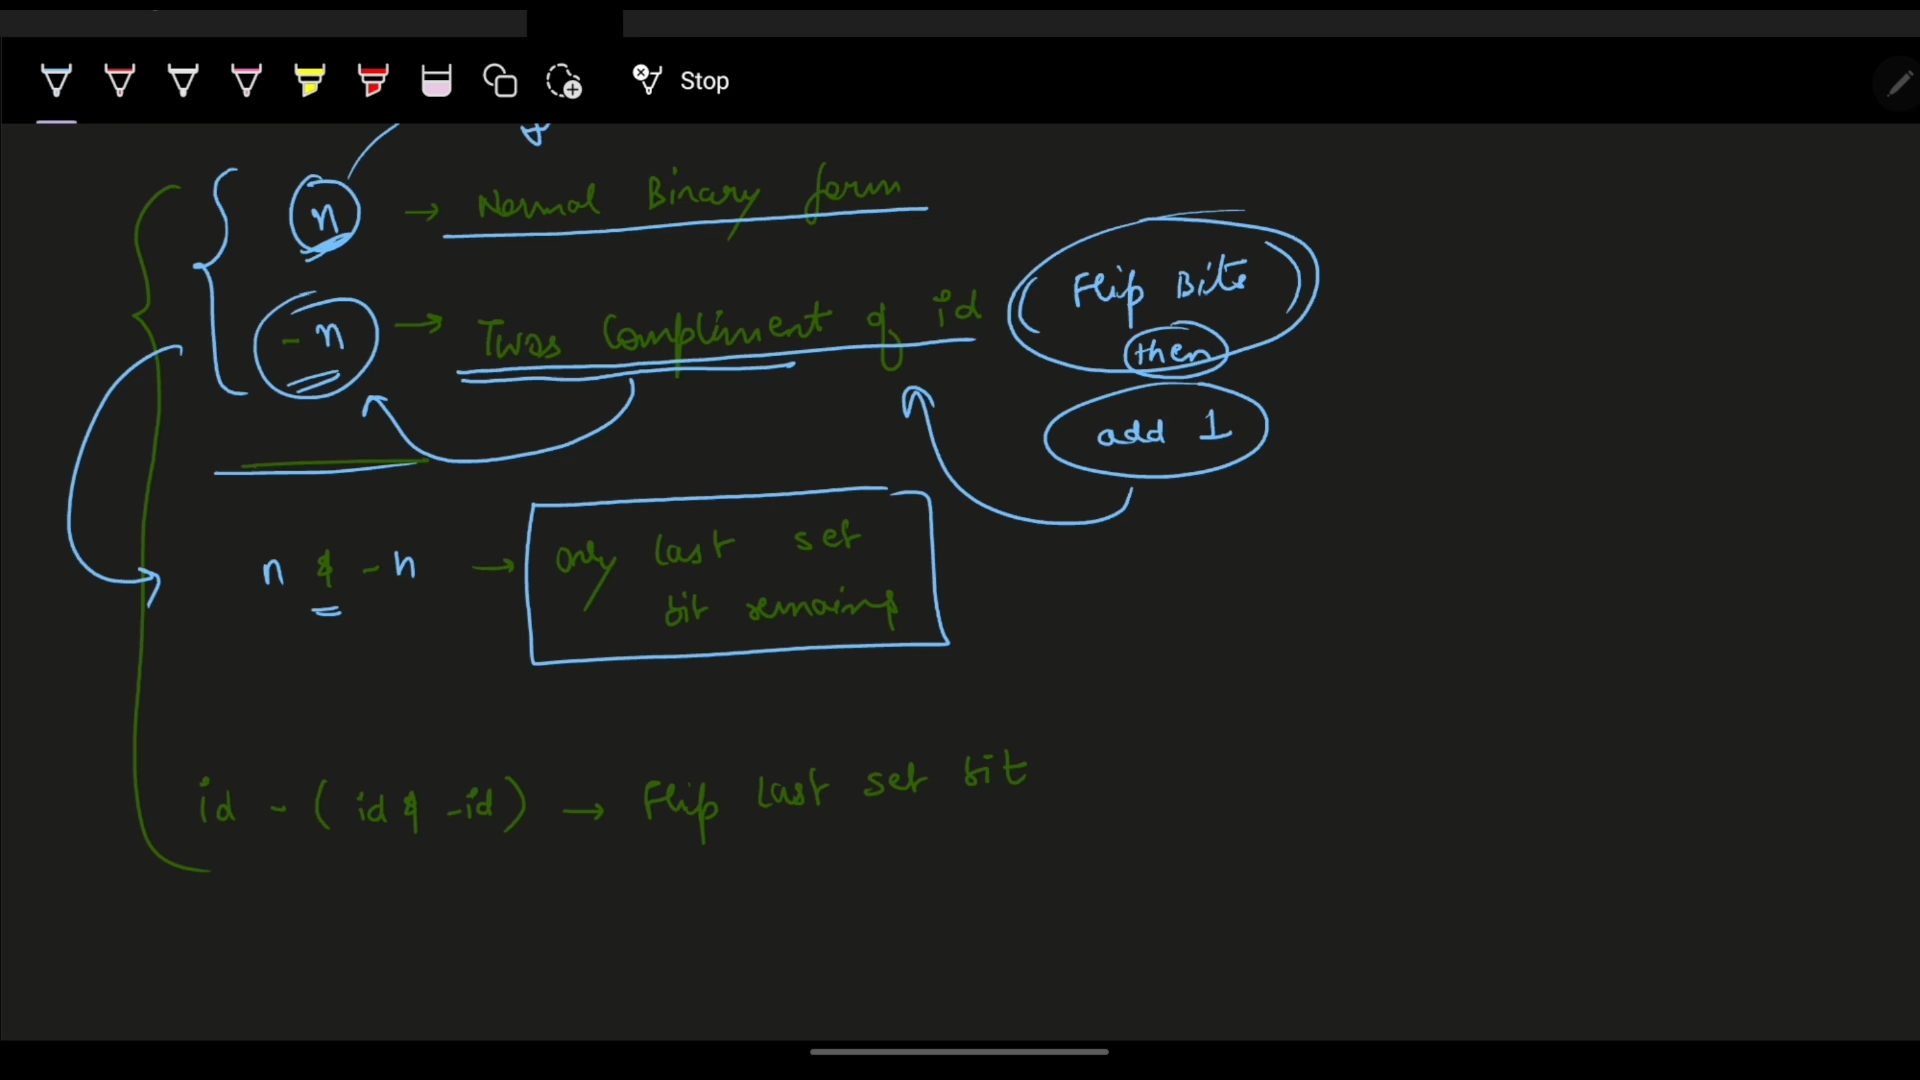 Stop
n → Normal Binary form
-n → Twos Compliment of id
Flip Bits
then
add 1
n & -n → only last set
bit remains
id - (id & -id) → Flip last set bit